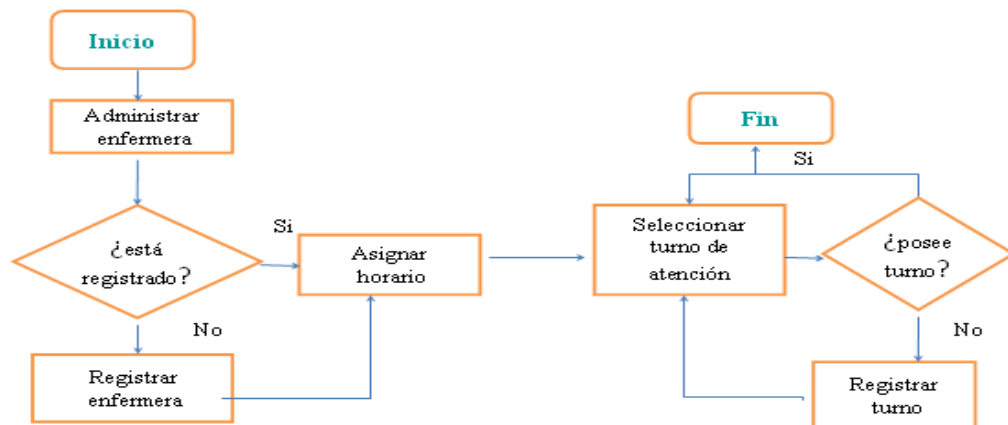 Inicio
Administrar
enfermera
¿está
registrado?
Si
No
Registrar
enfermera
Asignar
horario
Seleccionar
turno de
atención
¿posee
turno?
Si
Fin
No
Registrar
turno